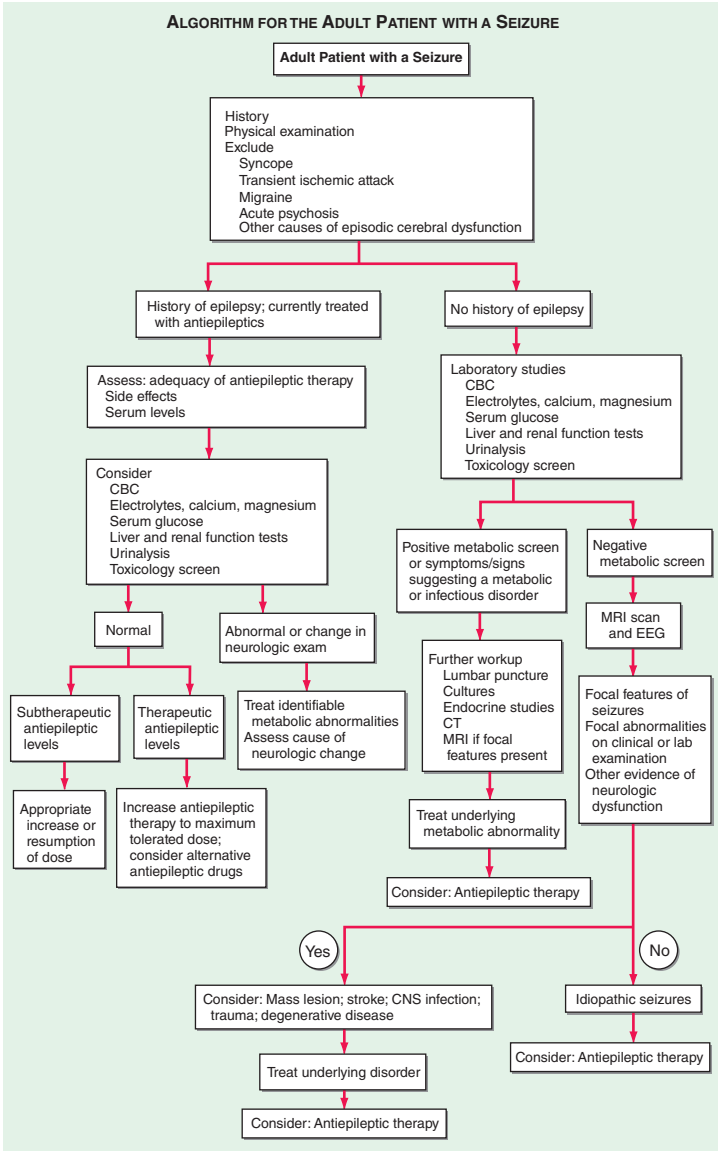 ALGORITHM FOR THE ADULT PATIENT WITH A SEIZURE
Adult Patient with a Seizure
History
Physical examination
Exclude
Syncope
Transient ischemic attack
Migraine
Acute psychosis
Other causes of episodic cerebral dysfunction
History of epilepsy; currently treated
with antiepileptics
No history of epilepsy
Assess: adequacy of antiepileptic therapy
Side effects
Serum levels
Laboratory studies
CBC
Electrolytes, calcium, magnesium
Serum glucose
Liver and renal function tests
Urinalysis
Toxicology screen
Consider
CBC
Electrolytes, calcium, magnesium
Serum glucose
Liver and renal function tests
Urinalysis
Toxicology screen
Positive metabolic screen
or symptoms/signs
suggesting a metabolic
or infectious disorder
Negative
metabolic screen
Normal
Abnormal or change in
neurologic exam
MRI scan
and EEG
Further workup
Lumbar puncture
Cultures
Endocrine studies
CT
MRI if focal
features present
Subtherapeutic
antiepileptic
levels
Therapeutic
antiepileptic
levels
Treat identifiable
metabolic abnormalities
Assess cause of
neurologic change
Focal features of
seizures
Focal abnormalities
on clinical or lab
examination
Other evidence of
neurologic
dysfunction
Appropriate
increase or
resumption
of dose
Increase antiepileptic
therapy to maximum
tolerated dose;
consider alternative
antiepileptic drugs
Treat underlying
metabolic abnormality
Consider: Antiepileptic therapy
Yes
No
Consider: Mass lesion; stroke; CNS infection;
trauma; degenerative disease
Idiopathic seizures
Treat underlying disorder
Consider: Antiepileptic therapy
Consider: Antiepileptic therapy